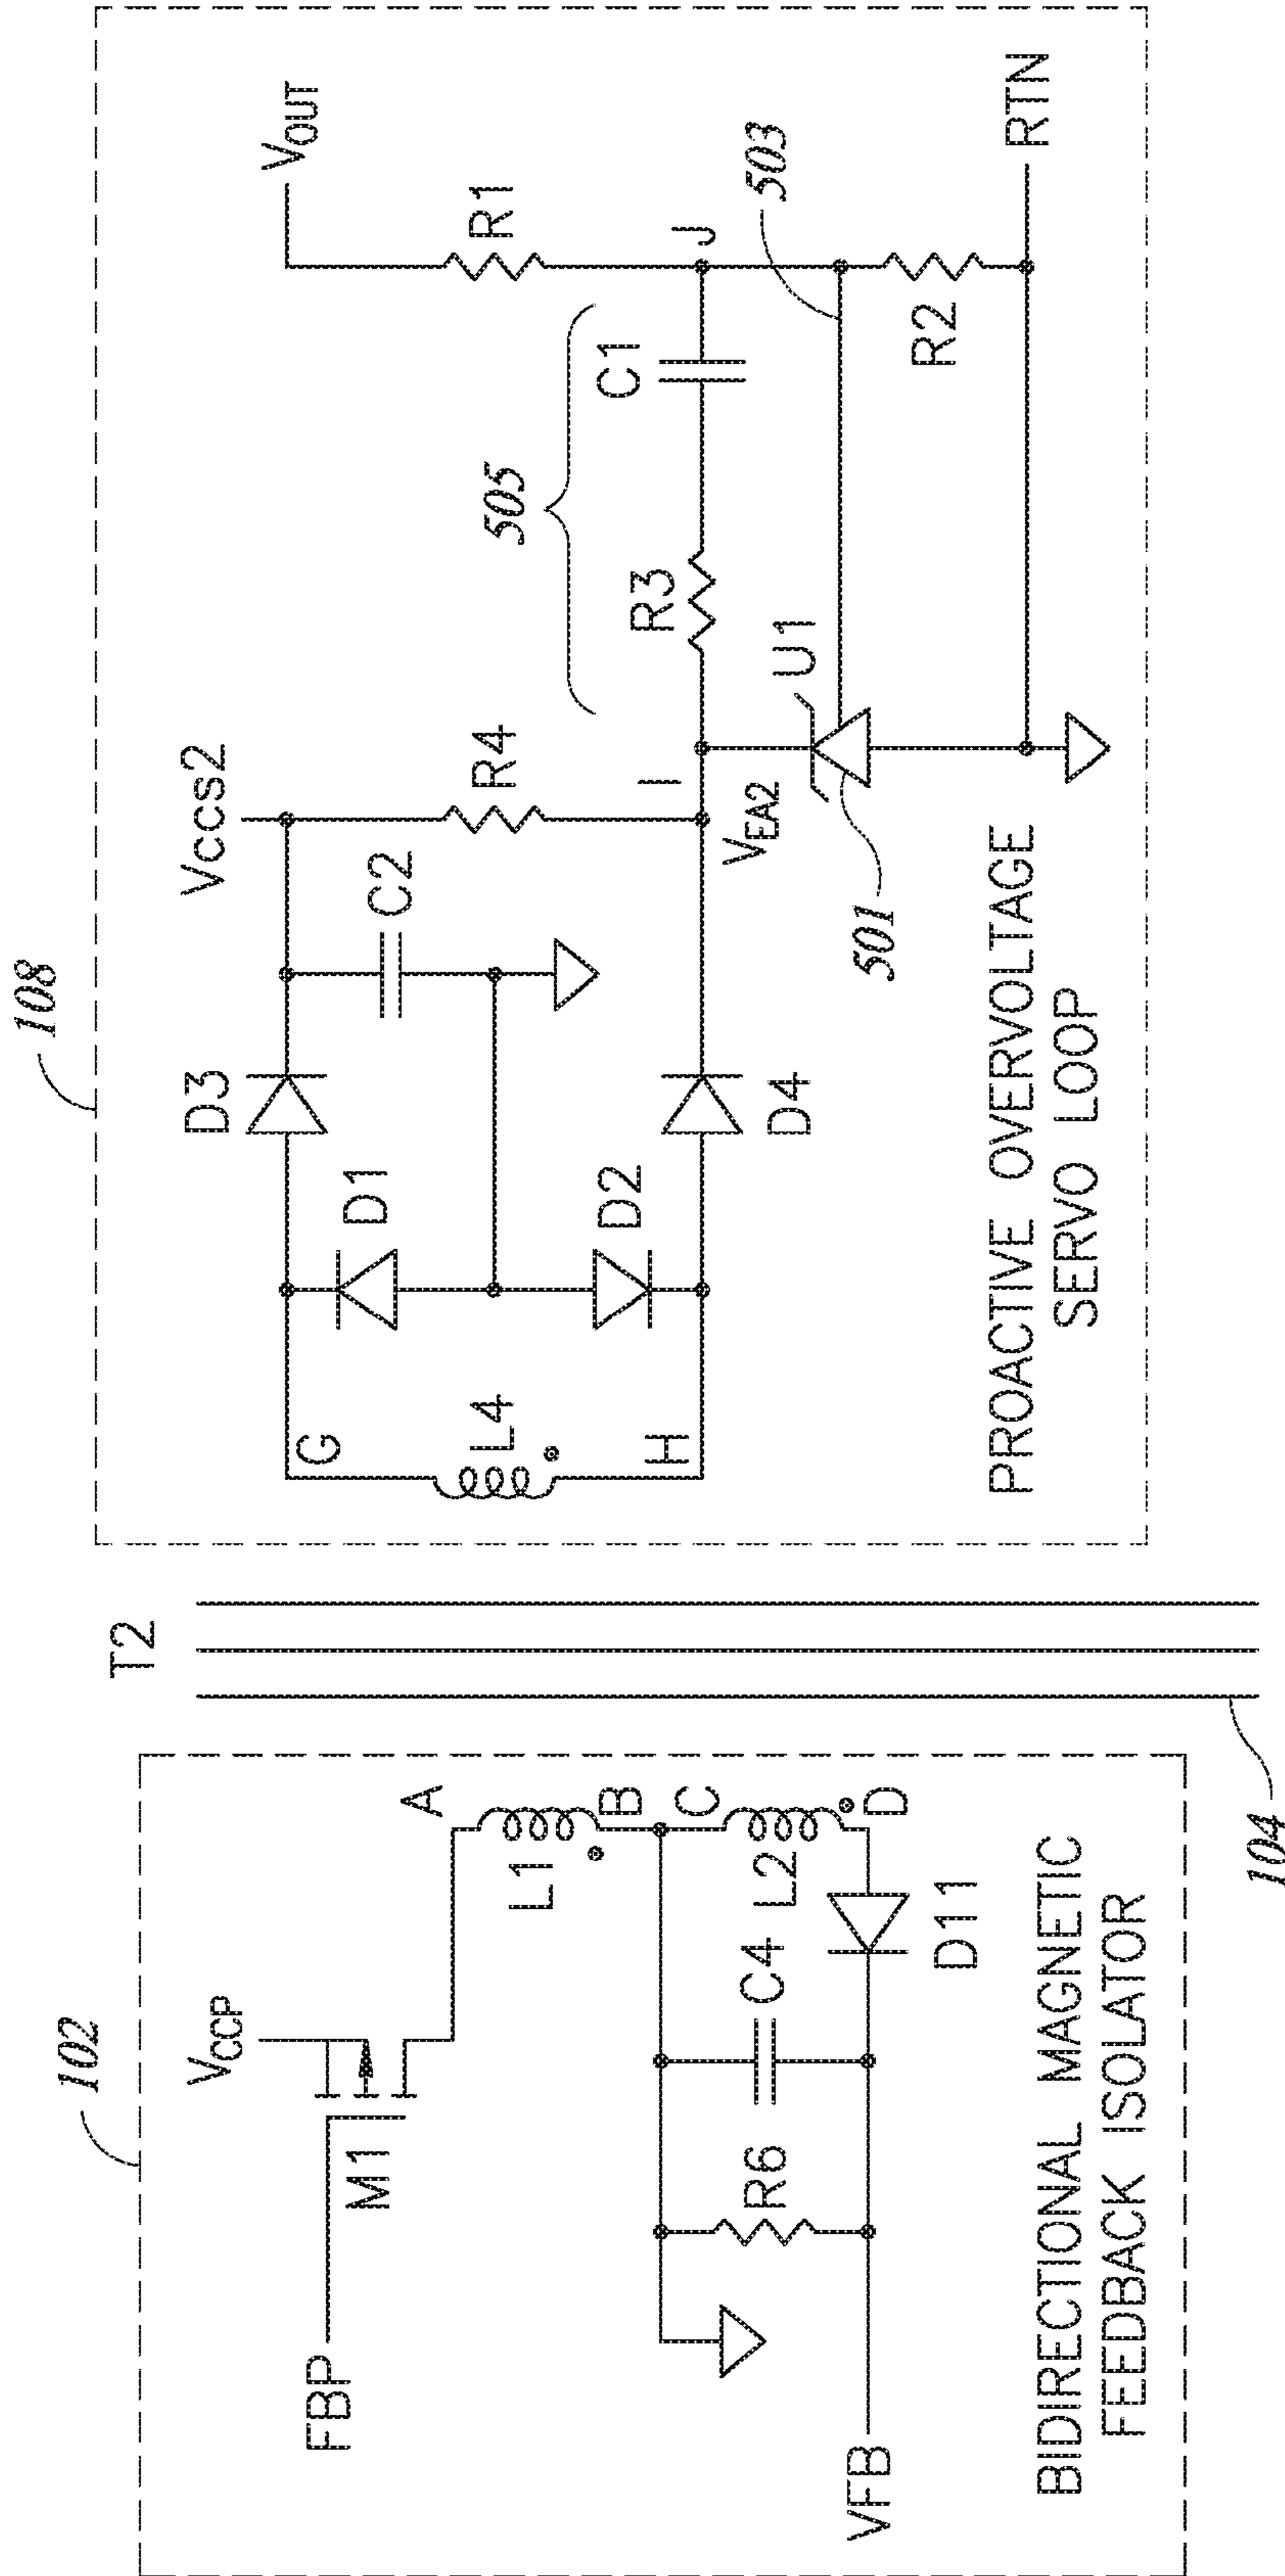 108
Vccs2
VOUT
D3
C2
R4
R1
G
D1
I
505
J
L4
D2
R3
C1
503
H
D4
VEA2
U1
R2
501
RTN
PROACTIVE OVERVOLTAGE
SERVO LOOP
T2
104
102
VCCP
A
FBP
M1
L1
B
C
R6
C4
L2
D
VFB
D11
BIDIRECTIONAL MAGNETIC
FEEDBACK ISOLATOR